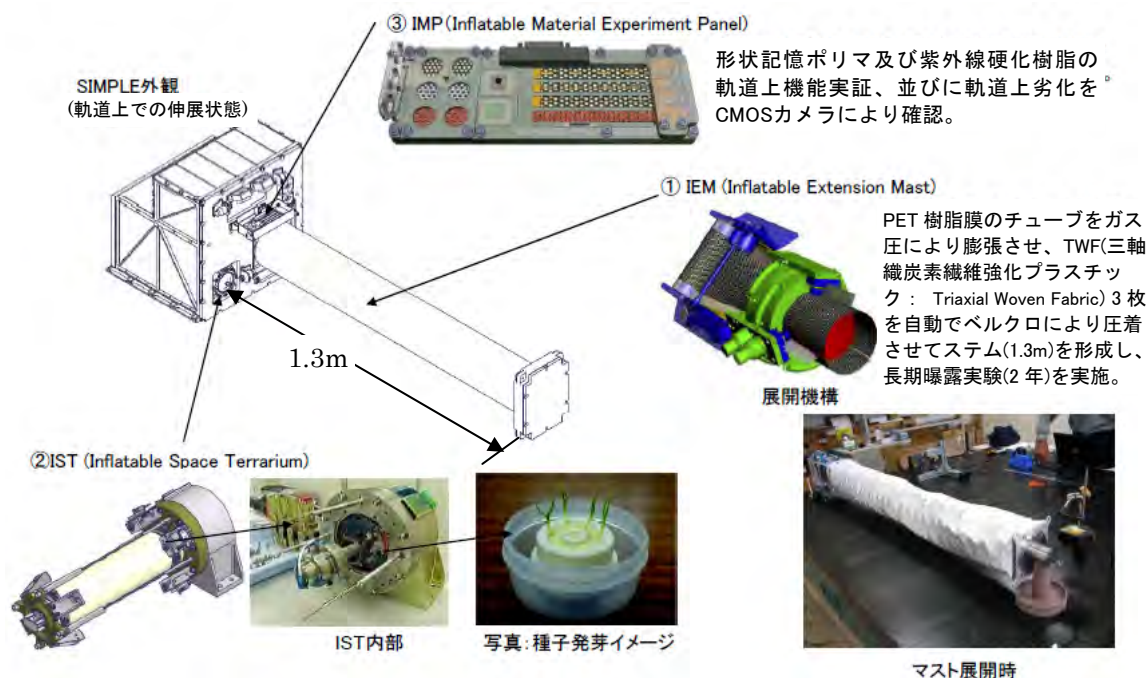 ③ IMP(Inflatable Material Experiment Panel)
形状記憶ポリマ及び紫外線硬化樹脂の
軌道上機能実証、並びに軌道上劣化を
CMOSカメラにより確認。
SIMPLE外観
(軌道上での伸展状態)
① IEM (Inflatable Extension Mast)
PET 樹脂膜のチューブをガス
圧により膨張させ、TWF(三軸
織炭素繊維強化プラスチッ
ク： Triaxial Woven Fabric) 3 枚
を自動でベルクロにより圧着
させてステム(1.3m)を形成し、
長期曝露実験(2 年)を実施。
展開機構
1.3m
②IST (Inflatable Space Terrarium)
IST内部
写真：種子発芽イメージ
マスト展開時